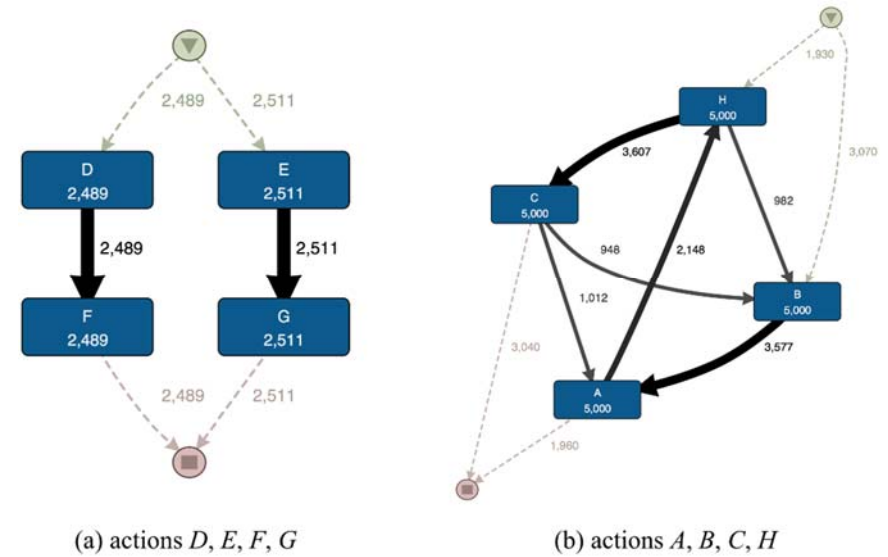 2,489
2,511
D
2,489
E
2,511
2,489
2,511
F
2,489
G
2,511
2,489
2,511
(a) actions D, E, F, G
1,930
H
5,000
3,607
3,070
C
5,000
982
948
2,148
1,012
B
5,000
3,040
3,577
A
5,000
1,960
(b) actions A, B, C, H